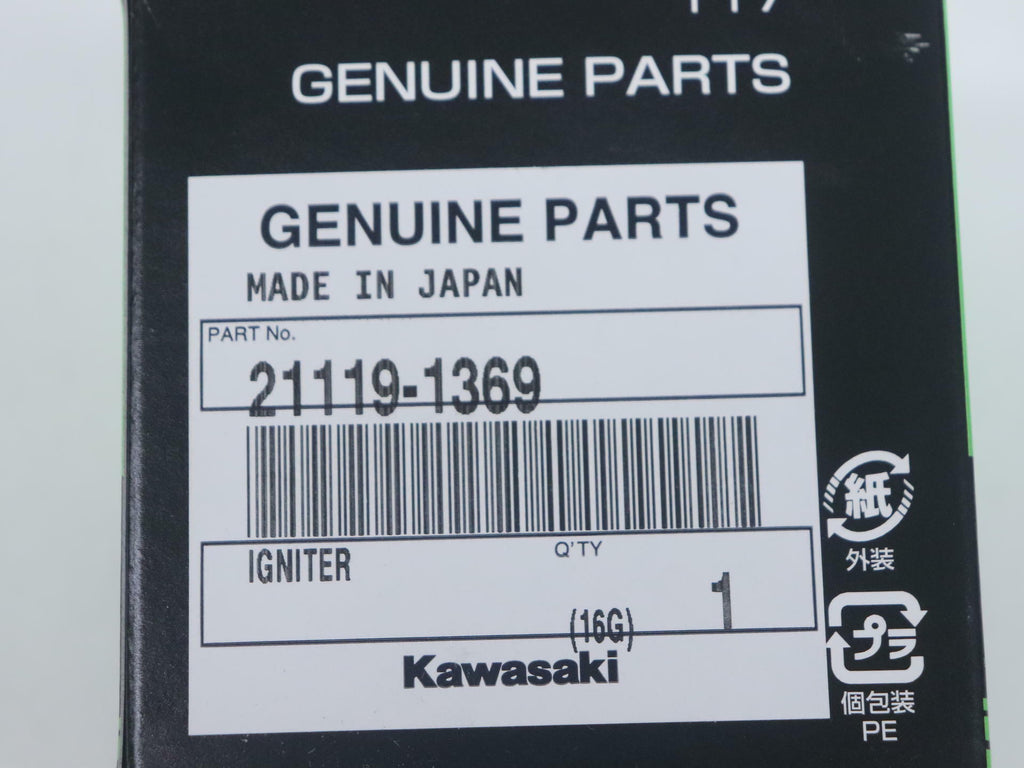 GENUINE PARTS
GENUINE PARTS
MADE IN JAPAN
PART No.
21119-1369
IGNITER
Q'TY
1
(16G)
Kawasaki
紙
外装
プラ
個包装
PE